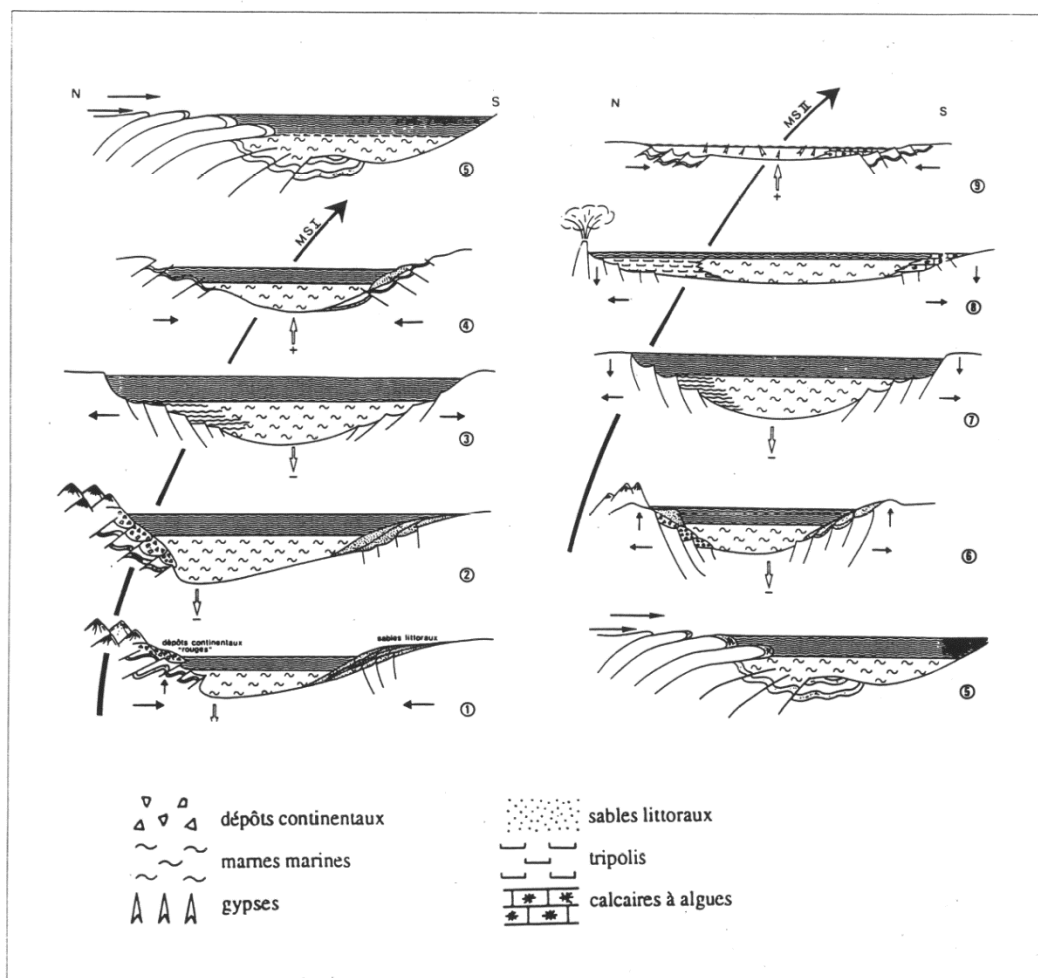 N S
⑤
MS I
④
+
③
−
②
−
dépôts continentaux
"rouges"
sables littoraux
①
N S
MS II
⑨
+
⑧
⑦
−
⑥
−
⑤
dépôts continentaux
marnes marines
gypses
sables littoraux
tripolis
calcaires à algues